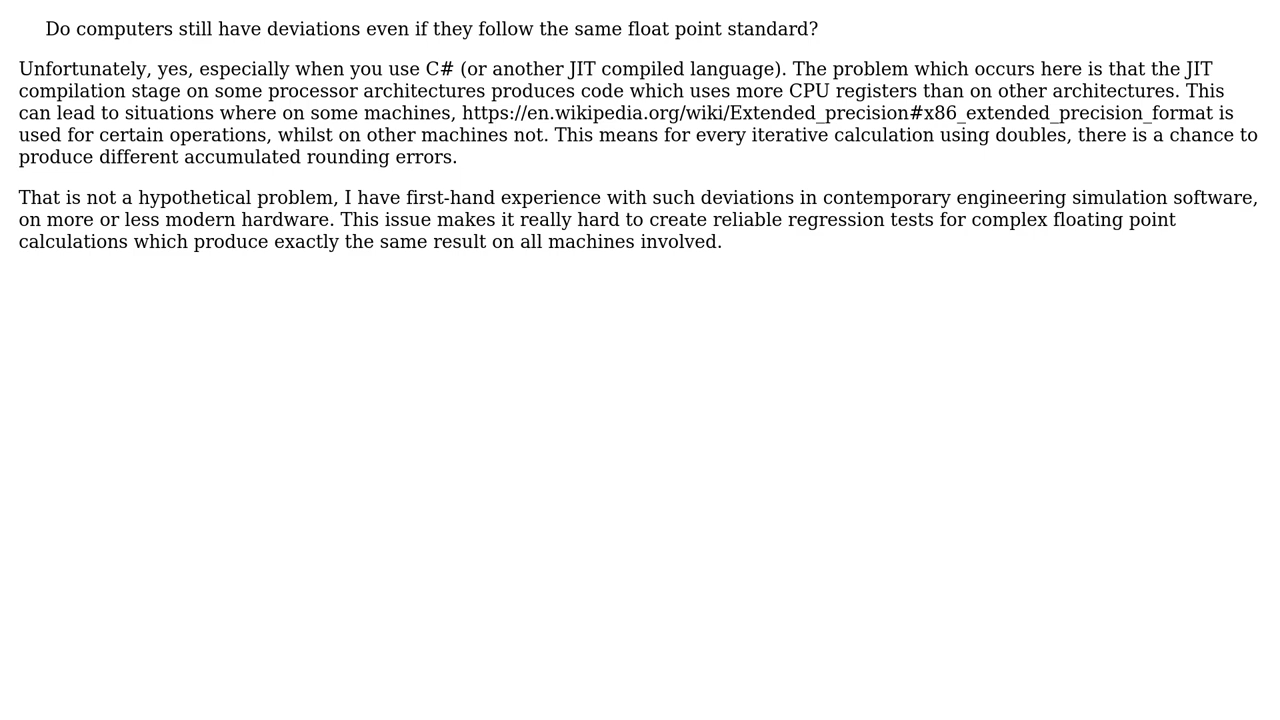 Do computers still have deviations even if they follow the same float point standard?
Unfortunately, yes, especially when you use C# (or another JIT compiled language). The problem which occurs here is that the JIT
compilation stage on some processor architectures produces code which uses more CPU registers than on other architectures. This
can lead to situations where on some machines, https://en.wikipedia.org/wiki/Extended_precision#x86_extended_precision_format is
used for certain operations, whilst on other machines not. This means for every iterative calculation using doubles, there is a chance to
produce different accumulated rounding errors.
That is not a hypothetical problem, I have first-hand experience with such deviations in contemporary engineering simulation software,
on more or less modern hardware. This issue makes it really hard to create reliable regression tests for complex floating point
calculations which produce exactly the same result on all machines involved.